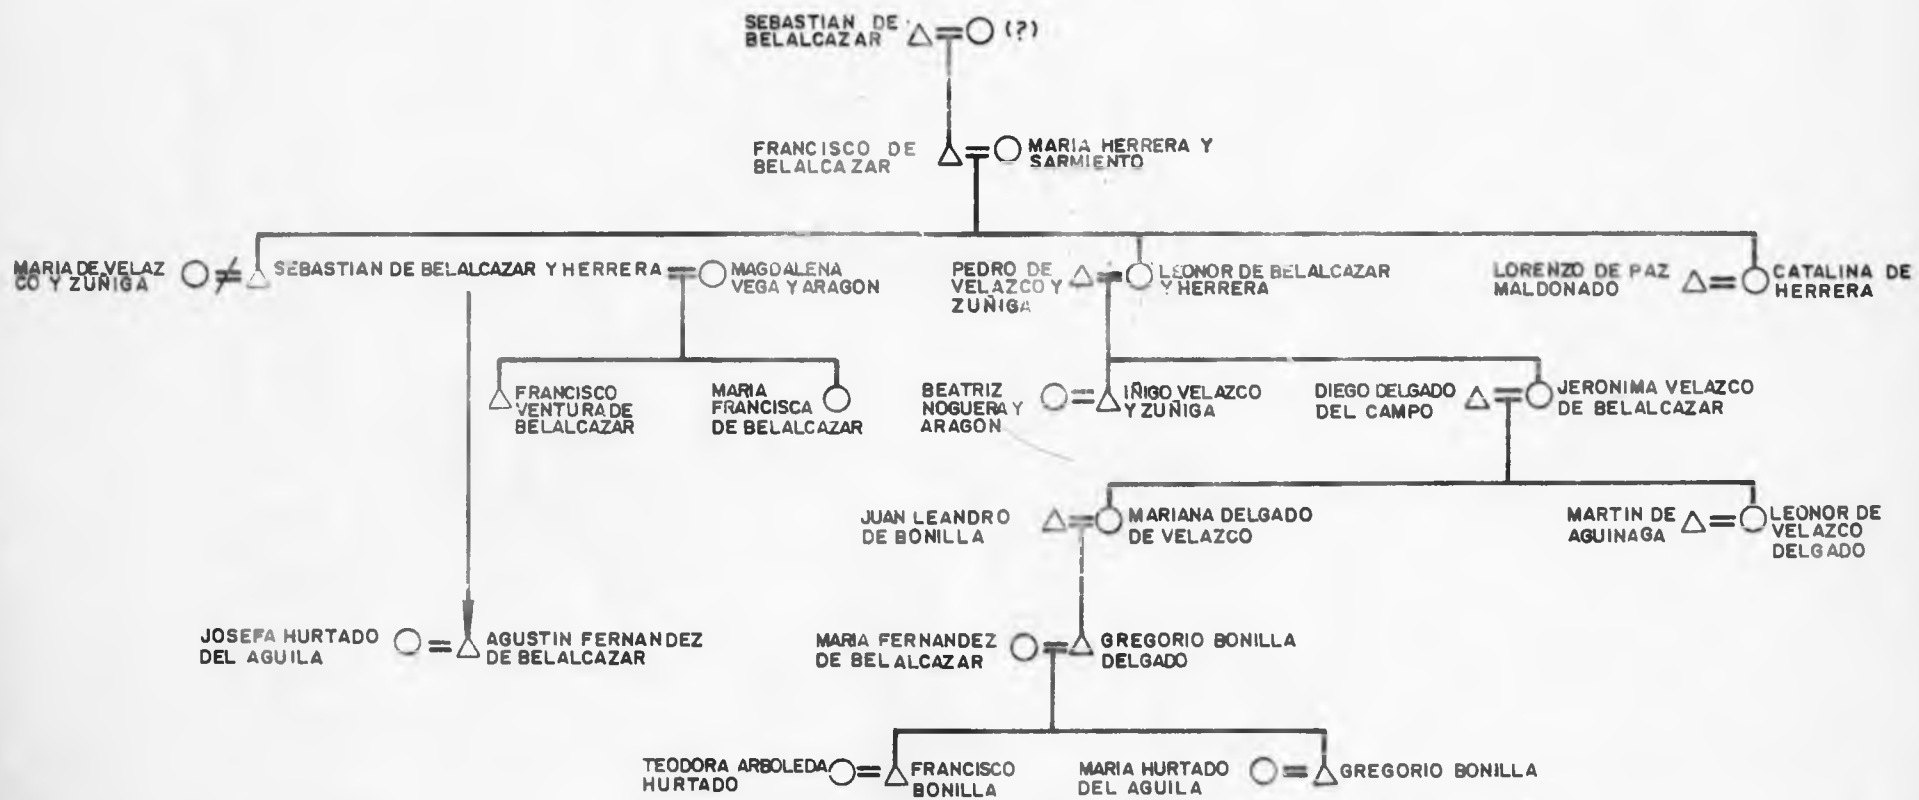 SEBASTIAN DE
BELALCAZAR
(?)
FRANCISCO DE
BELALCAZAR
MARIA HERRERA Y
SARMIENTO
MARIA DE VELAZ
CO Y ZUÑIGA
SEBASTIAN DE BELALCAZAR Y HERRERA
MAGDALENA
VEGA Y ARAGON
PEDRO DE
VELAZCO Y
ZUÑIGA
LEONOR DE BELALCAZAR
Y HERRERA
LORENZO DE PAZ
MALDONADO
CATALINA DE
HERRERA
FRANCISCO
VENTURA DE
BELALCAZAR
MARIA
FRANCISCA
DE BELALCAZAR
BEATRIZ
NOGUERA Y
ARAGON
IÑIGO VELAZCO
Y ZUÑIGA
DIEGO DELGADO
DEL CAMPO
JERONIMA VELAZCO
DE BELALCAZAR
JUAN LEANDRO
DE BONILLA
MARIANA DELGADO
DE VELAZCO
MARTIN DE
AGUINAGA
LEONOR DE
VELAZCO
DELGADO
JOSEFA HURTADO
DEL AGUILA
AGUSTIN FERNANDEZ
DE BELALCAZAR
MARIA FERNANDEZ
DE BELALCAZAR
GREGORIO BONILLA
DELGADO
TEODORA ARBOLEDA
HURTADO
FRANCISCO
BONILLA
MARIA HURTADO
DEL AGUILA
GREGORIO BONILLA